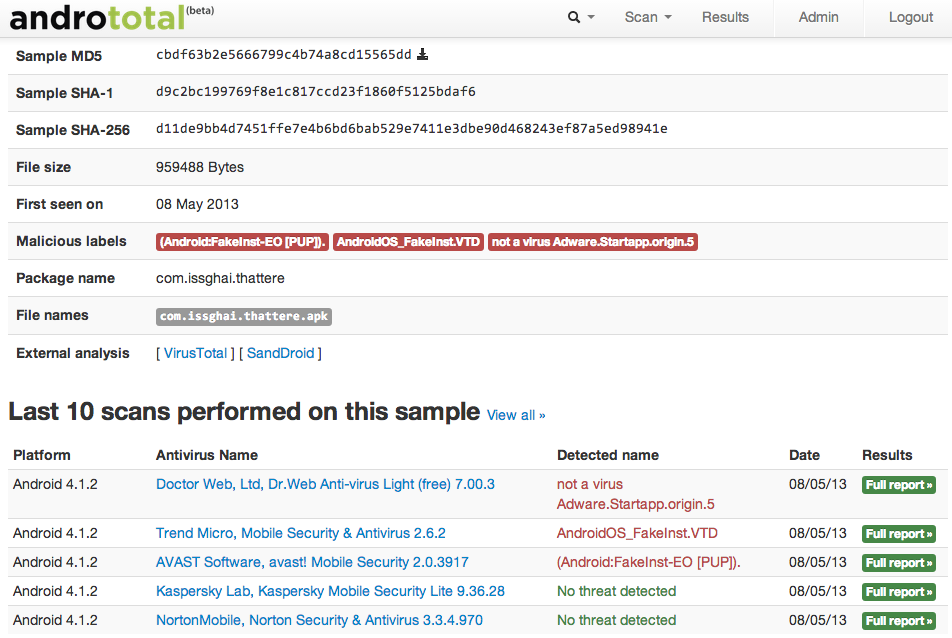 andrototal(beta) Scan Results Admin Logout
Sample MD5 cbdf63b2e5666799c4b74a8cd15565dd
Sample SHA-1 d9c2bc199769f8e1c817ccd23f1860f5125bdaf6
Sample SHA-256 d11de9bb4d7451ffe7e4b6bd6bab529e7411e3dbe90d468243ef87a5ed98941e
File size 959488 Bytes
First seen on 08 May 2013
Malicious labels (Android:FakeInst-EO [PUP]). AndroidOS_FakeInst.VTD not a virus Adware.Startapp.origin.5
Package name com.issghai.thattere
File names com.issghai.thattere.apk
External analysis [ VirusTotal ] [ SandDroid ]
Last 10 scans performed on this sample View all »
Platform Antivirus Name Detected name Date Results
Android 4.1.2 Doctor Web, Ltd, Dr.Web Anti-virus Light (free) 7.00.3 not a virus 08/05/13 Full report »
Adware.Startapp.origin.5
Android 4.1.2 Trend Micro, Mobile Security & Antivirus 2.6.2 AndroidOS_FakeInst.VTD 08/05/13 Full report »
Android 4.1.2 AVAST Software, avast! Mobile Security 2.0.3917 (Android:FakeInst-EO [PUP]). 08/05/13 Full report »
Android 4.1.2 Kaspersky Lab, Kaspersky Mobile Security Lite 9.36.28 No threat detected 08/05/13 Full report »
Android 4.1.2 NortonMobile, Norton Security & Antivirus 3.3.4.970 No threat detected 08/05/13 Full report »